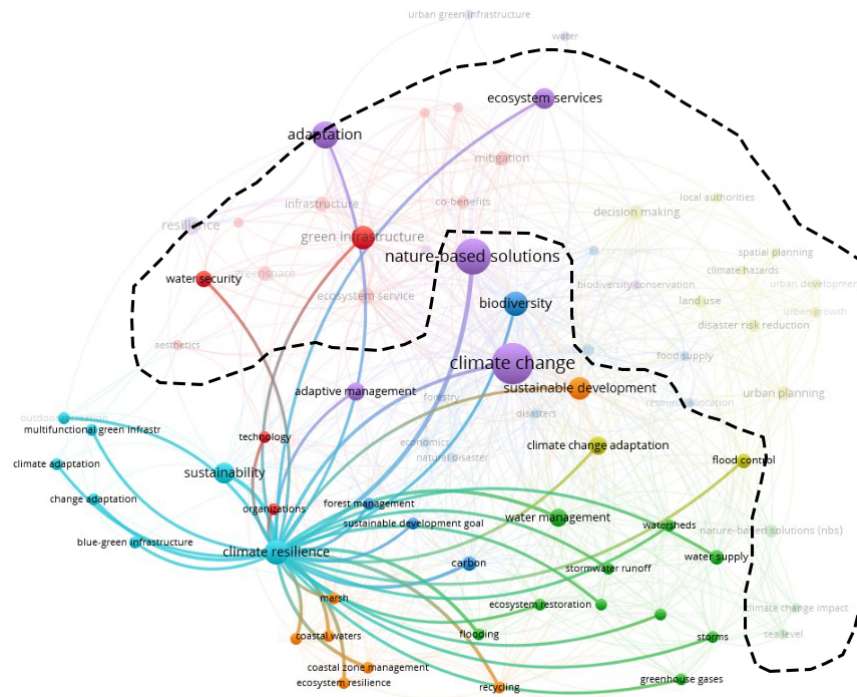 urban green infrastructure
water
ecosystem services
adaptation
mitigation
infrastructure
co-benefits
local authorities
decision making
resilience
green infrastructure
nature-based solutions
spatial planning
water security
greenspace
climate hazards
ecosystem service
biodiversity
biodiversity conservation
urban development
land use
urban growth
disaster risk reduction
aesthetics
food supply
climate change
sustainable development
adaptive management
forestry
urban planning
disasters
multifunctional green infrastr
technology
economics
climate change adaptation
natural disaster
flood control
climate adaptation
sustainability
change adaptation
forest management
organizations
sustainable development goal
water management
watersheds
nature-based solutions (nbs)
blue-green infrastructure
climate resilience
carbon
stormwater runoff
water supply
marsh
ecosystem restoration
climate change impact
coastal waters
flooding
storms
sea level
coastal zone management
ecosystem resilience
recycling
greenhouse gases